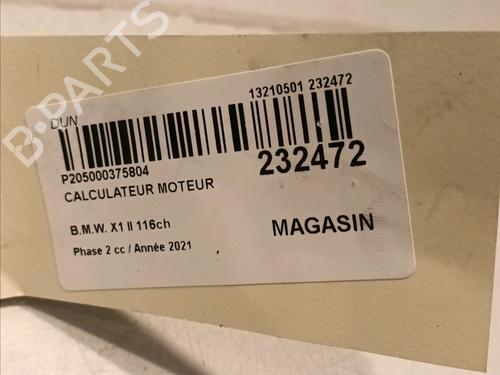 B-PARTS
DUN
13210501 232472
P205000375804
232472
CALCULATEUR MOTEUR
B.M.W. X1 II 116ch
MAGASIN
Phase 2 cc / Année 2021